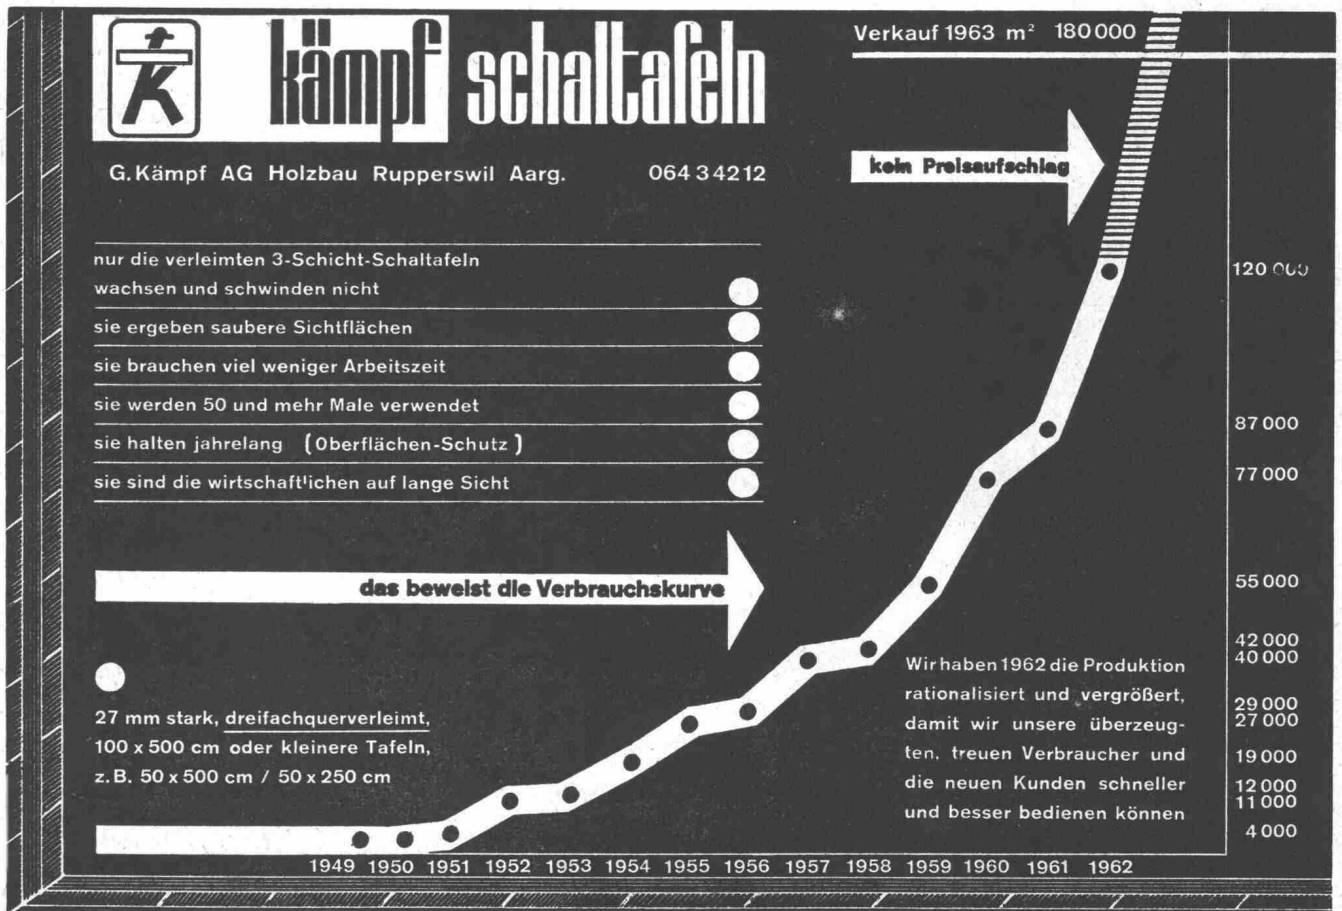 kämpf schaltafeln
G. Kämpf AG Holzbau Rupperswil Aarg. 064 3 42 12
nur die verleimten 3-Schicht-Schaltafeln
wachsen und schwinden nicht
sie ergeben saubere Sichtflächen
sie brauchen viel weniger Arbeitszeit
sie werden 50 und mehr Male verwendet
sie halten jahrelang (Oberflächen-Schutz)
sie sind die wirtschaftlichen auf lange Sicht
das beweist die Verbrauchskurve
27 mm stark, dreifachquerverleimt,
100 x 500 cm oder kleinere Tafeln,
z.B. 50 x 500 cm / 50 x 250 cm
Verkauf 1963 m² 180 000
kein Preisaufschlag
Wir haben 1962 die Produktion
rationalisiert und vergrößert,
damit wir unsere überzeug-
ten, treuen Verbraucher und
die neuen Kunden schneller
und besser bedienen können
120 000
87 000
77 000
55 000
42 000
40 000
29 000
27 000
19 000
12 000
11 000
4 000
1949 1950 1951 1952 1953 1954 1955 1956 1957 1958 1959 1960 1961 1962